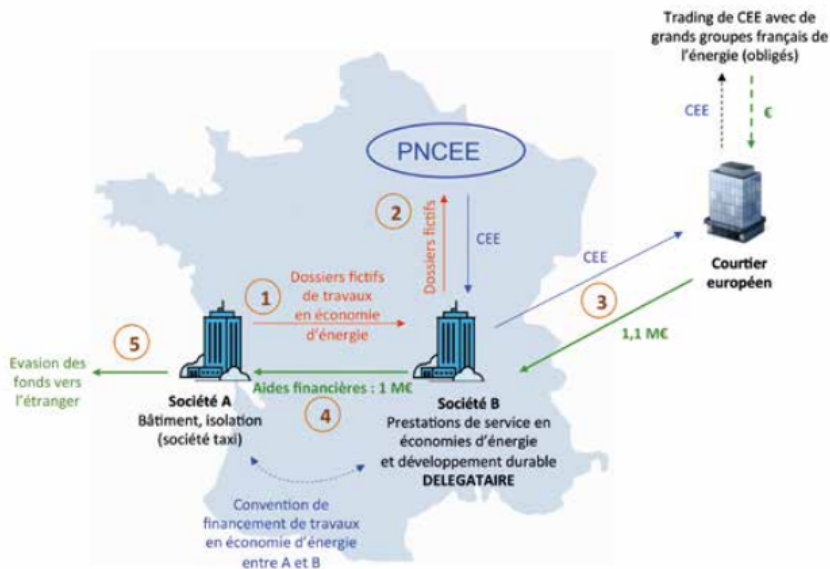 Trading de CEE avec de
grands groupes français de
l'énergie (obligés)
CEE
€
PNCEE
2
Dossiers fictifs
CEE
CEE
Courtier
européen
1
Dossiers fictifs
de travaux
en économie
d'énergie
3
1,1 M€
5
Evasion des
fonds vers
l'étranger
Aides financières : 1 M€
4
Société A
Bâtiment, isolation
(société taxi)
Société B
Prestations de service en
économies d'énergie
et développement durable
DELEGATAIRE
Convention de
financement de travaux
en économie d'énergie
entre A et B